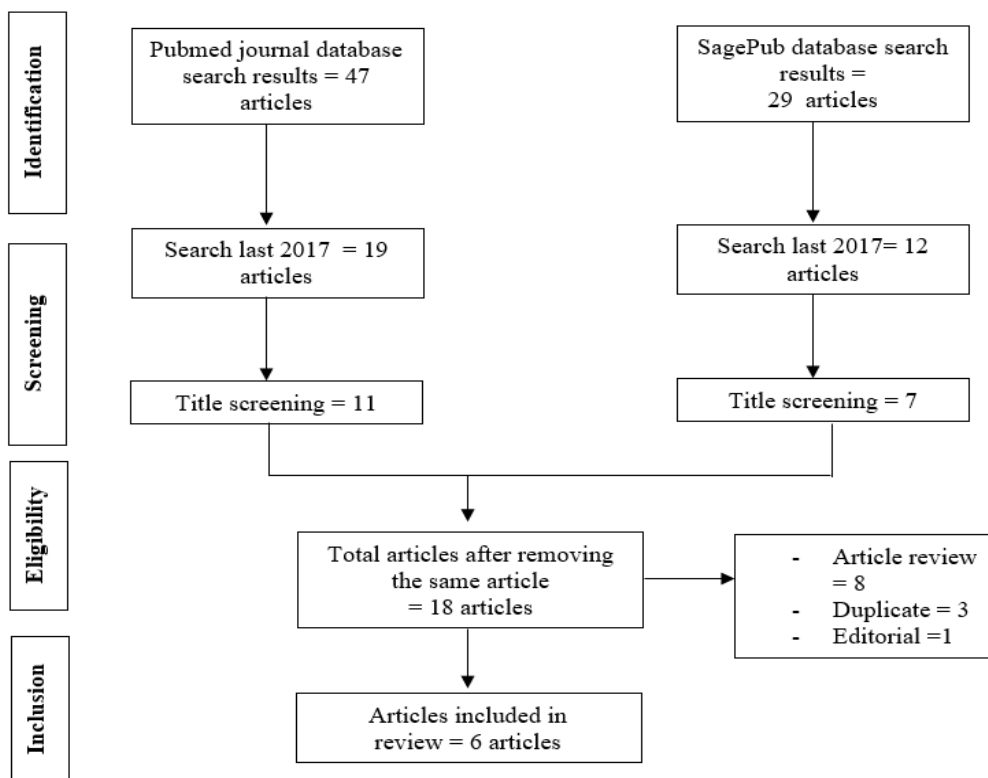 Identification
Pubmed journal database
search results = 47
articles
SagePub database search
results =
29 articles
Screening
Search last 2017 = 19
articles
Search last 2017= 12
articles
Title screening = 11
Title screening = 7
Eligibility
Total articles after removing
the same article
= 18 articles
- Article review
= 8
- Duplicate = 3
- Editorial =1
Inclusion
Articles included in
review = 6 articles